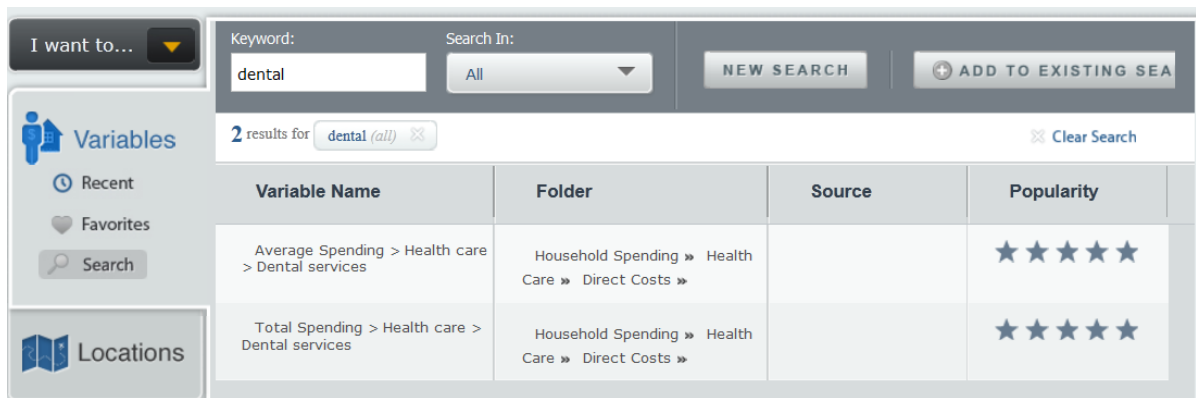 I want to...
Keyword:
Search In:
dental
All
NEW SEARCH
ADD TO EXISTING SEA
Variables
Recent
Favorites
Search
Locations
2 results for dental (all)
Clear Search
Variable Name
Folder
Source
Popularity
Average Spending > Health care
> Dental services
Household Spending » Health
Care » Direct Costs »
Total Spending > Health care >
Dental services
Household Spending » Health
Care » Direct Costs »